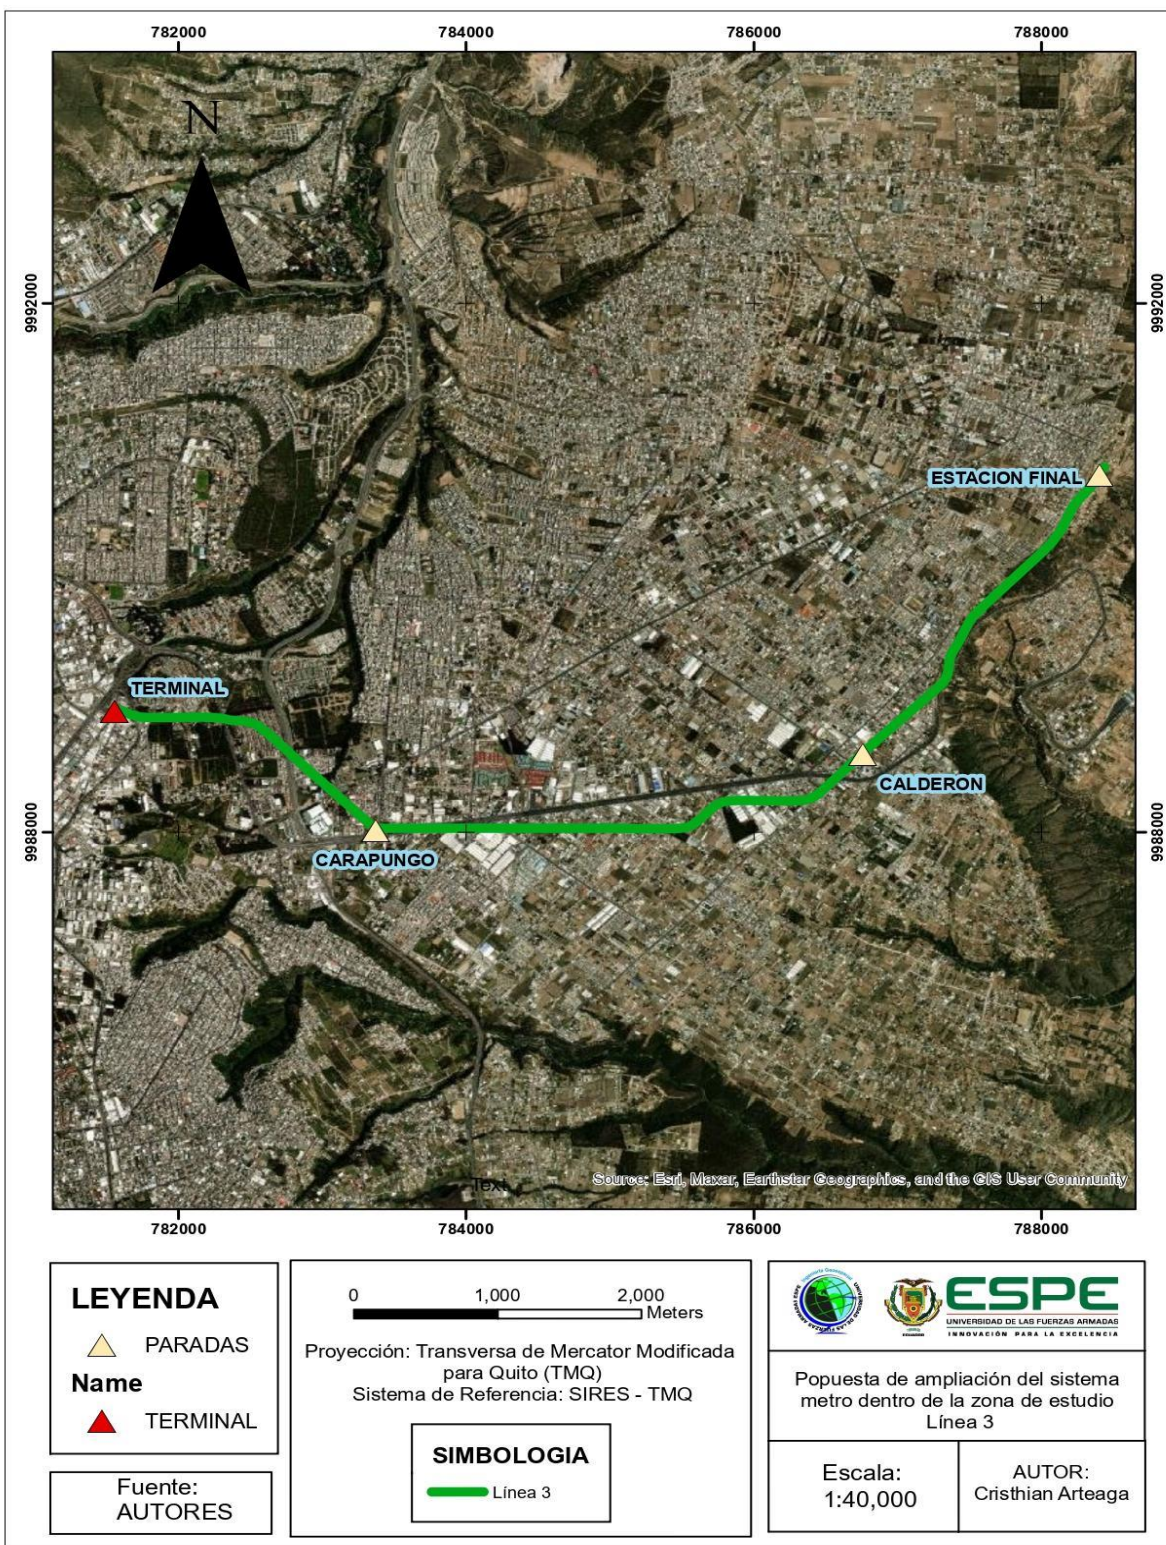 782000 784000 786000 788000
N
9992000 9992000
ESTACION FINAL
TERMINAL
CALDERON
9988000 9988000
CARAPUNGO
Text
Source: Esri, Maxar, Earthstar Geographics, and the GIS User Community
782000 784000 786000 788000
LEYENDA
PARADAS
Name
TERMINAL
Fuente:
AUTORES
0 1,000 2,000
Meters
Proyección: Transversa de Mercator Modificada
para Quito (TMQ)
Sistema de Referencia: SIRES - TMQ
SIMBOLOGIA
Línea 3
ESPE
UNIVERSIDAD DE LAS FUERZAS ARMADAS
INNOVACIÓN PARA LA EXCELENCIA
Popuesta de ampliación del sistema
metro dentro de la zona de estudio
Línea 3
Escala:
1:40,000
AUTOR:
Cristhian Arteaga